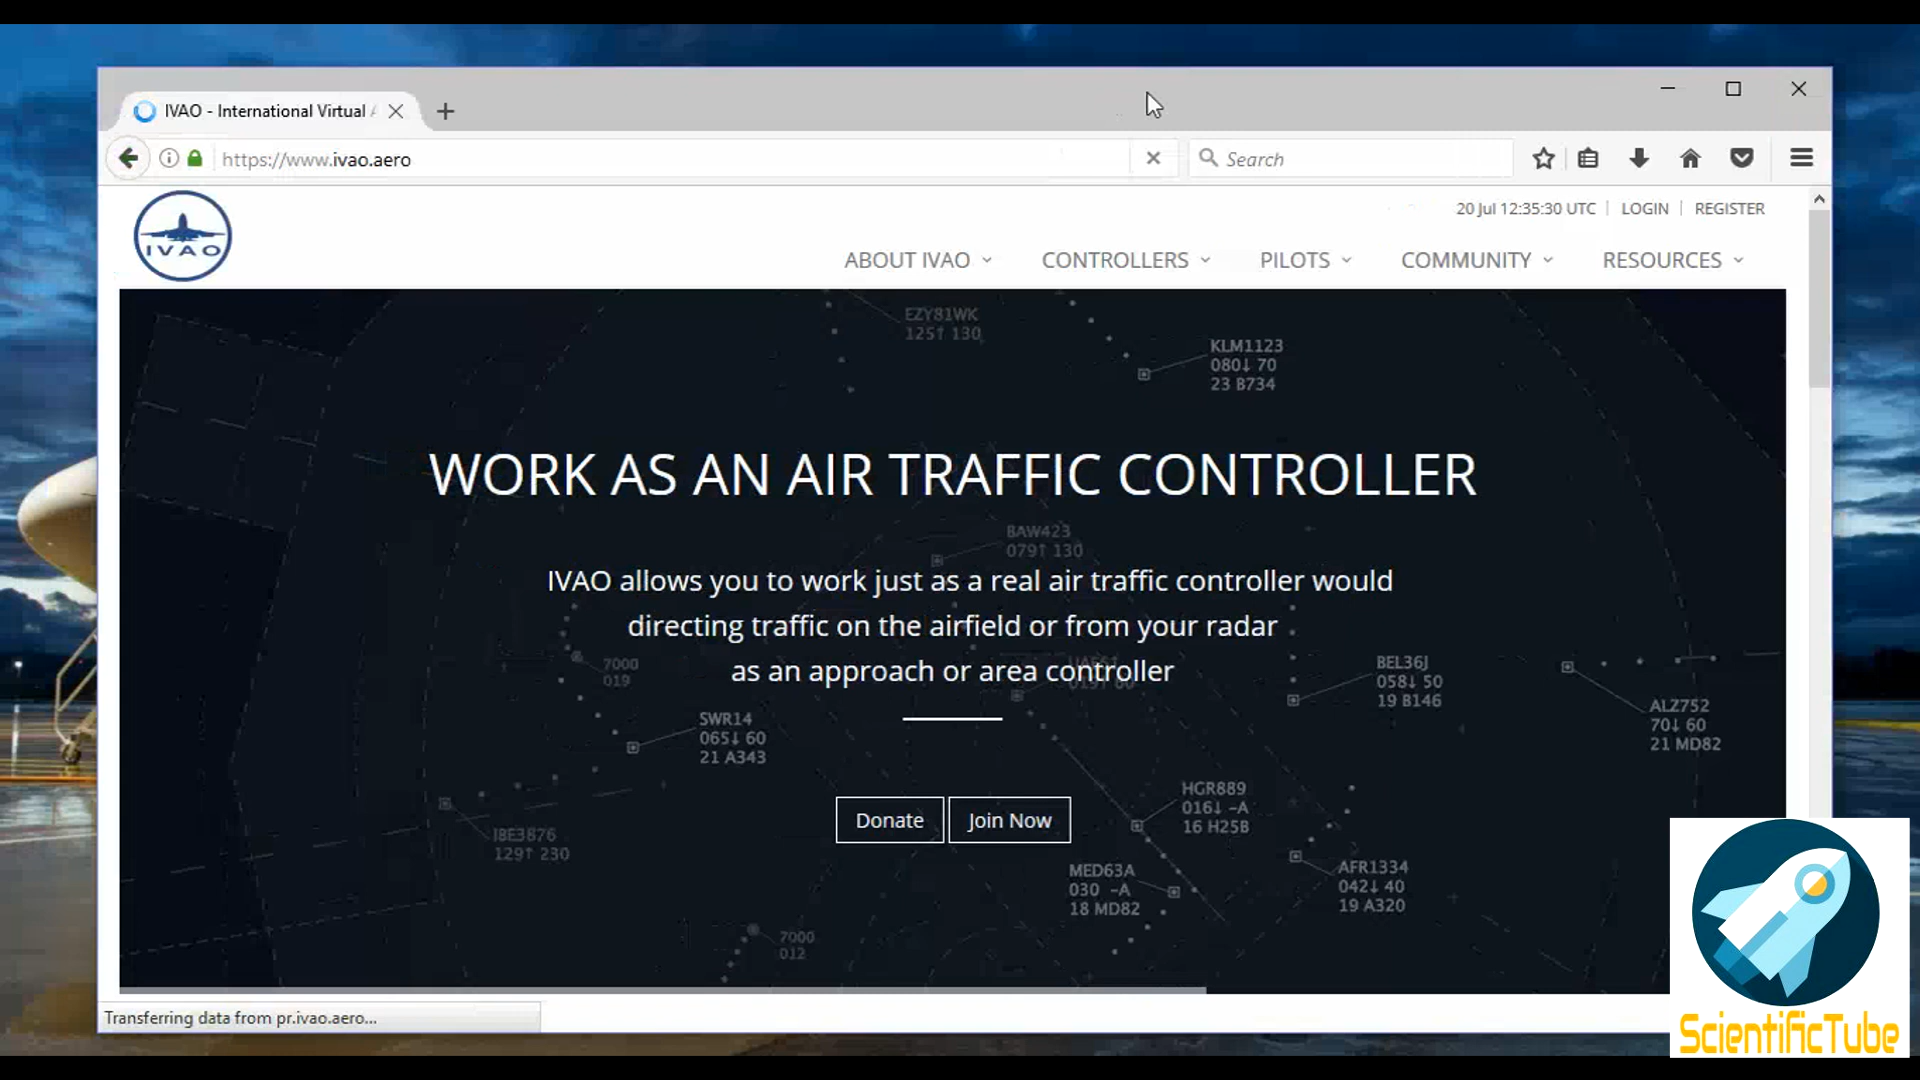 IVAO - International Virtual
https://www.ivao.aero
Search
IVAO
20 Jul 12:35:30 UTC
LOGIN
REGISTER
ABOUT IVAO
CONTROLLERS
PILOTS
COMMUNITY
RESOURCES
EZY81WK
125↑ 130
KLM1123
080↓ 70
23 B734
WORK AS AN AIR TRAFFIC CONTROLLER
BAW423
079↑ 130
IVAO allows you to work just as a real air traffic controller would
directing traffic on the airfield or from your radar
as an approach or area controller
7000
019
BEL36J
058↓ 50
19 B146
ALZ752
70↓ 60
21 MD82
SWR14
065↓ 60
21 A343
HGR889
016↓ -A
16 H25B
Donate
Join Now
IBE3876
129↑ 230
MED63A
030 -A
18 MD82
AFR1334
042↓ 40
19 A320
7000
012
Transferring data from pr.ivao.aero...
ScientificTube